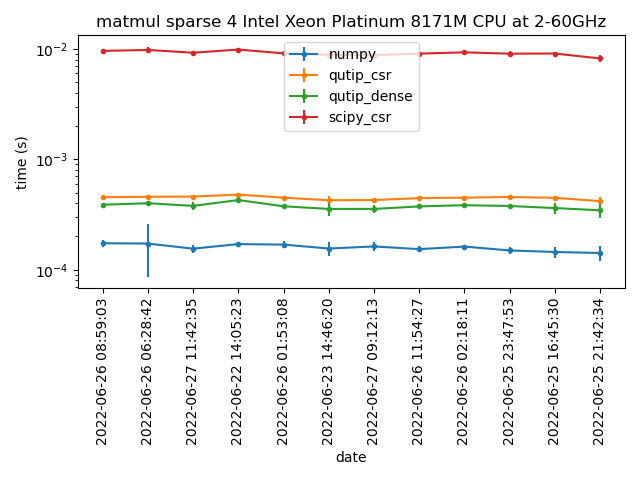 matmul sparse 4 Intel Xeon Platinum 8171M CPU at 2-60GHz
numpy
qutip_csr
qutip_dense
scipy_csr
time (s)
10^-2
10^-3
10^-4
2022-06-26 08:59:03
2022-06-26 06:28:42
2022-06-27 11:42:35
2022-06-22 14:05:23
2022-06-26 01:53:08
2022-06-23 14:46:20
2022-06-27 09:12:13
2022-06-26 11:54:27
2022-06-26 02:18:11
2022-06-25 23:47:53
2022-06-25 16:45:30
2022-06-25 21:42:34
date